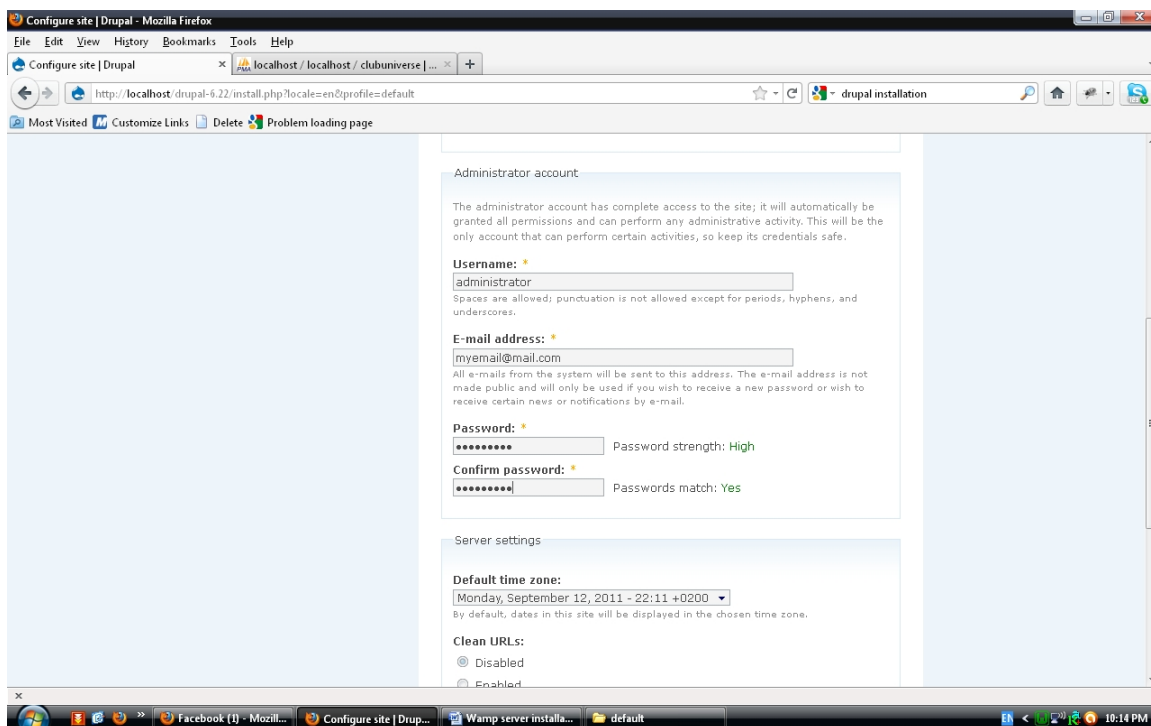 Configure site | Drupal - Mozilla Firefox
File Edit View History Bookmarks Tools Help
Configure site | Drupal × localhost / localhost / clubuniverse | ... × +
http://localhost/drupal-6.22/install.php?locale=en&profile=default drupal installation
Most Visited Customize Links Delete Problem loading page
Administrator account
The administrator account has complete access to the site; it will automatically be
granted all permissions and can perform any administrative activity. This will be the
only account that can perform certain activities, so keep its credentials safe.
Username: *
administrator
Spaces are allowed; punctuation is not allowed except for periods, hyphens, and
underscores.
E-mail address: *
myemail@mail.com
All e-mails from the system will be sent to this address. The e-mail address is not
made public and will only be used if you wish to receive a new password or wish to
receive certain news or notifications by e-mail.
Password: *
●●●●●●●●● Password strength: High
Confirm password: *
●●●●●●●●● Passwords match: Yes
Server settings
Default time zone:
Monday, September 12, 2011 - 22:11 +0200
By default, dates in this site will be displayed in the chosen time zone.
Clean URLs:
Disabled
Enabled
×
Facebook (1) - Mozill... Configure site | Drup... Wamp server installa... default EN 10:14 PM